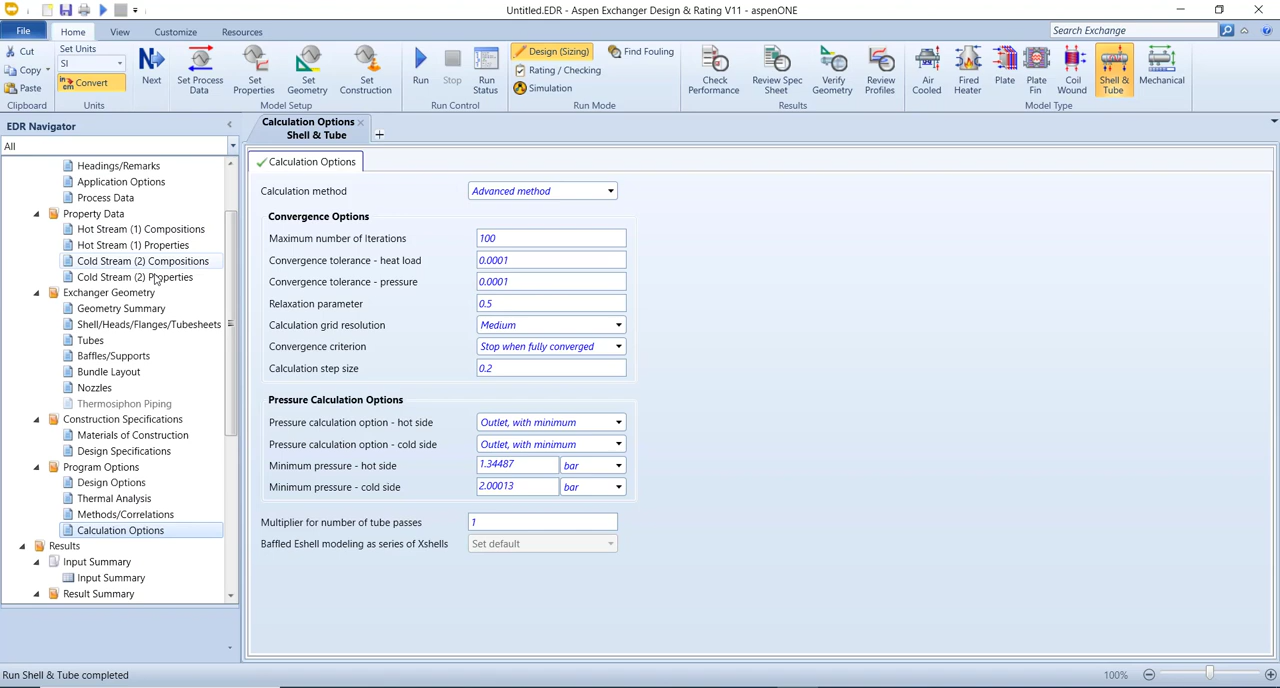 Untitled.EDR - Aspen Exchanger Design & Rating V11 - aspenONE
File
Home
View
Customize
Resources
Search Exchange
Cut
Copy
Paste
Clipboard
Set Units
SI
Convert
Units
Next
Set Process Data
Set Properties
Set Geometry
Set Construction
Model Setup
Run
Stop
Run Status
Run Control
Design (Sizing)
Rating / Checking
Simulation
Find Fouling
Run Mode
Check Performance
Review Spec Sheet
Verify Geometry
Review Profiles
Results
Air Cooled
Fired Heater
Plate
Plate Fin
Coil Wound
Shell & Tube
Mechanical
Model Type
EDR Navigator
All
Headings/Remarks
Application Options
Process Data
Property Data
Hot Stream (1) Compositions
Hot Stream (1) Properties
Cold Stream (2) Compositions
Cold Stream (2) Properties
Exchanger Geometry
Geometry Summary
Shell/Heads/Flanges/Tubesheets
Tubes
Baffles/Supports
Bundle Layout
Nozzles
Thermosiphon Piping
Construction Specifications
Materials of Construction
Design Specifications
Program Options
Design Options
Thermal Analysis
Methods/Correlations
Calculation Options
Results
Input Summary
Input Summary
Result Summary
Calculation Options
Shell & Tube
Calculation Options
Calculation method Advanced method
Convergence Options
Maximum number of Iterations 100
Convergence tolerance - heat load 0.0001
Convergence tolerance - pressure 0.0001
Relaxation parameter 0.5
Calculation grid resolution Medium
Convergence criterion Stop when fully converged
Calculation step size 0.2
Pressure Calculation Options
Pressure calculation option - hot side Outlet, with minimum
Pressure calculation option - cold side Outlet, with minimum
Minimum pressure - hot side 1.34487 bar
Minimum pressure - cold side 2.00013 bar
Multiplier for number of tube passes 1
Baffled Eshell modeling as series of Xshells Set default
Run Shell & Tube completed
100%